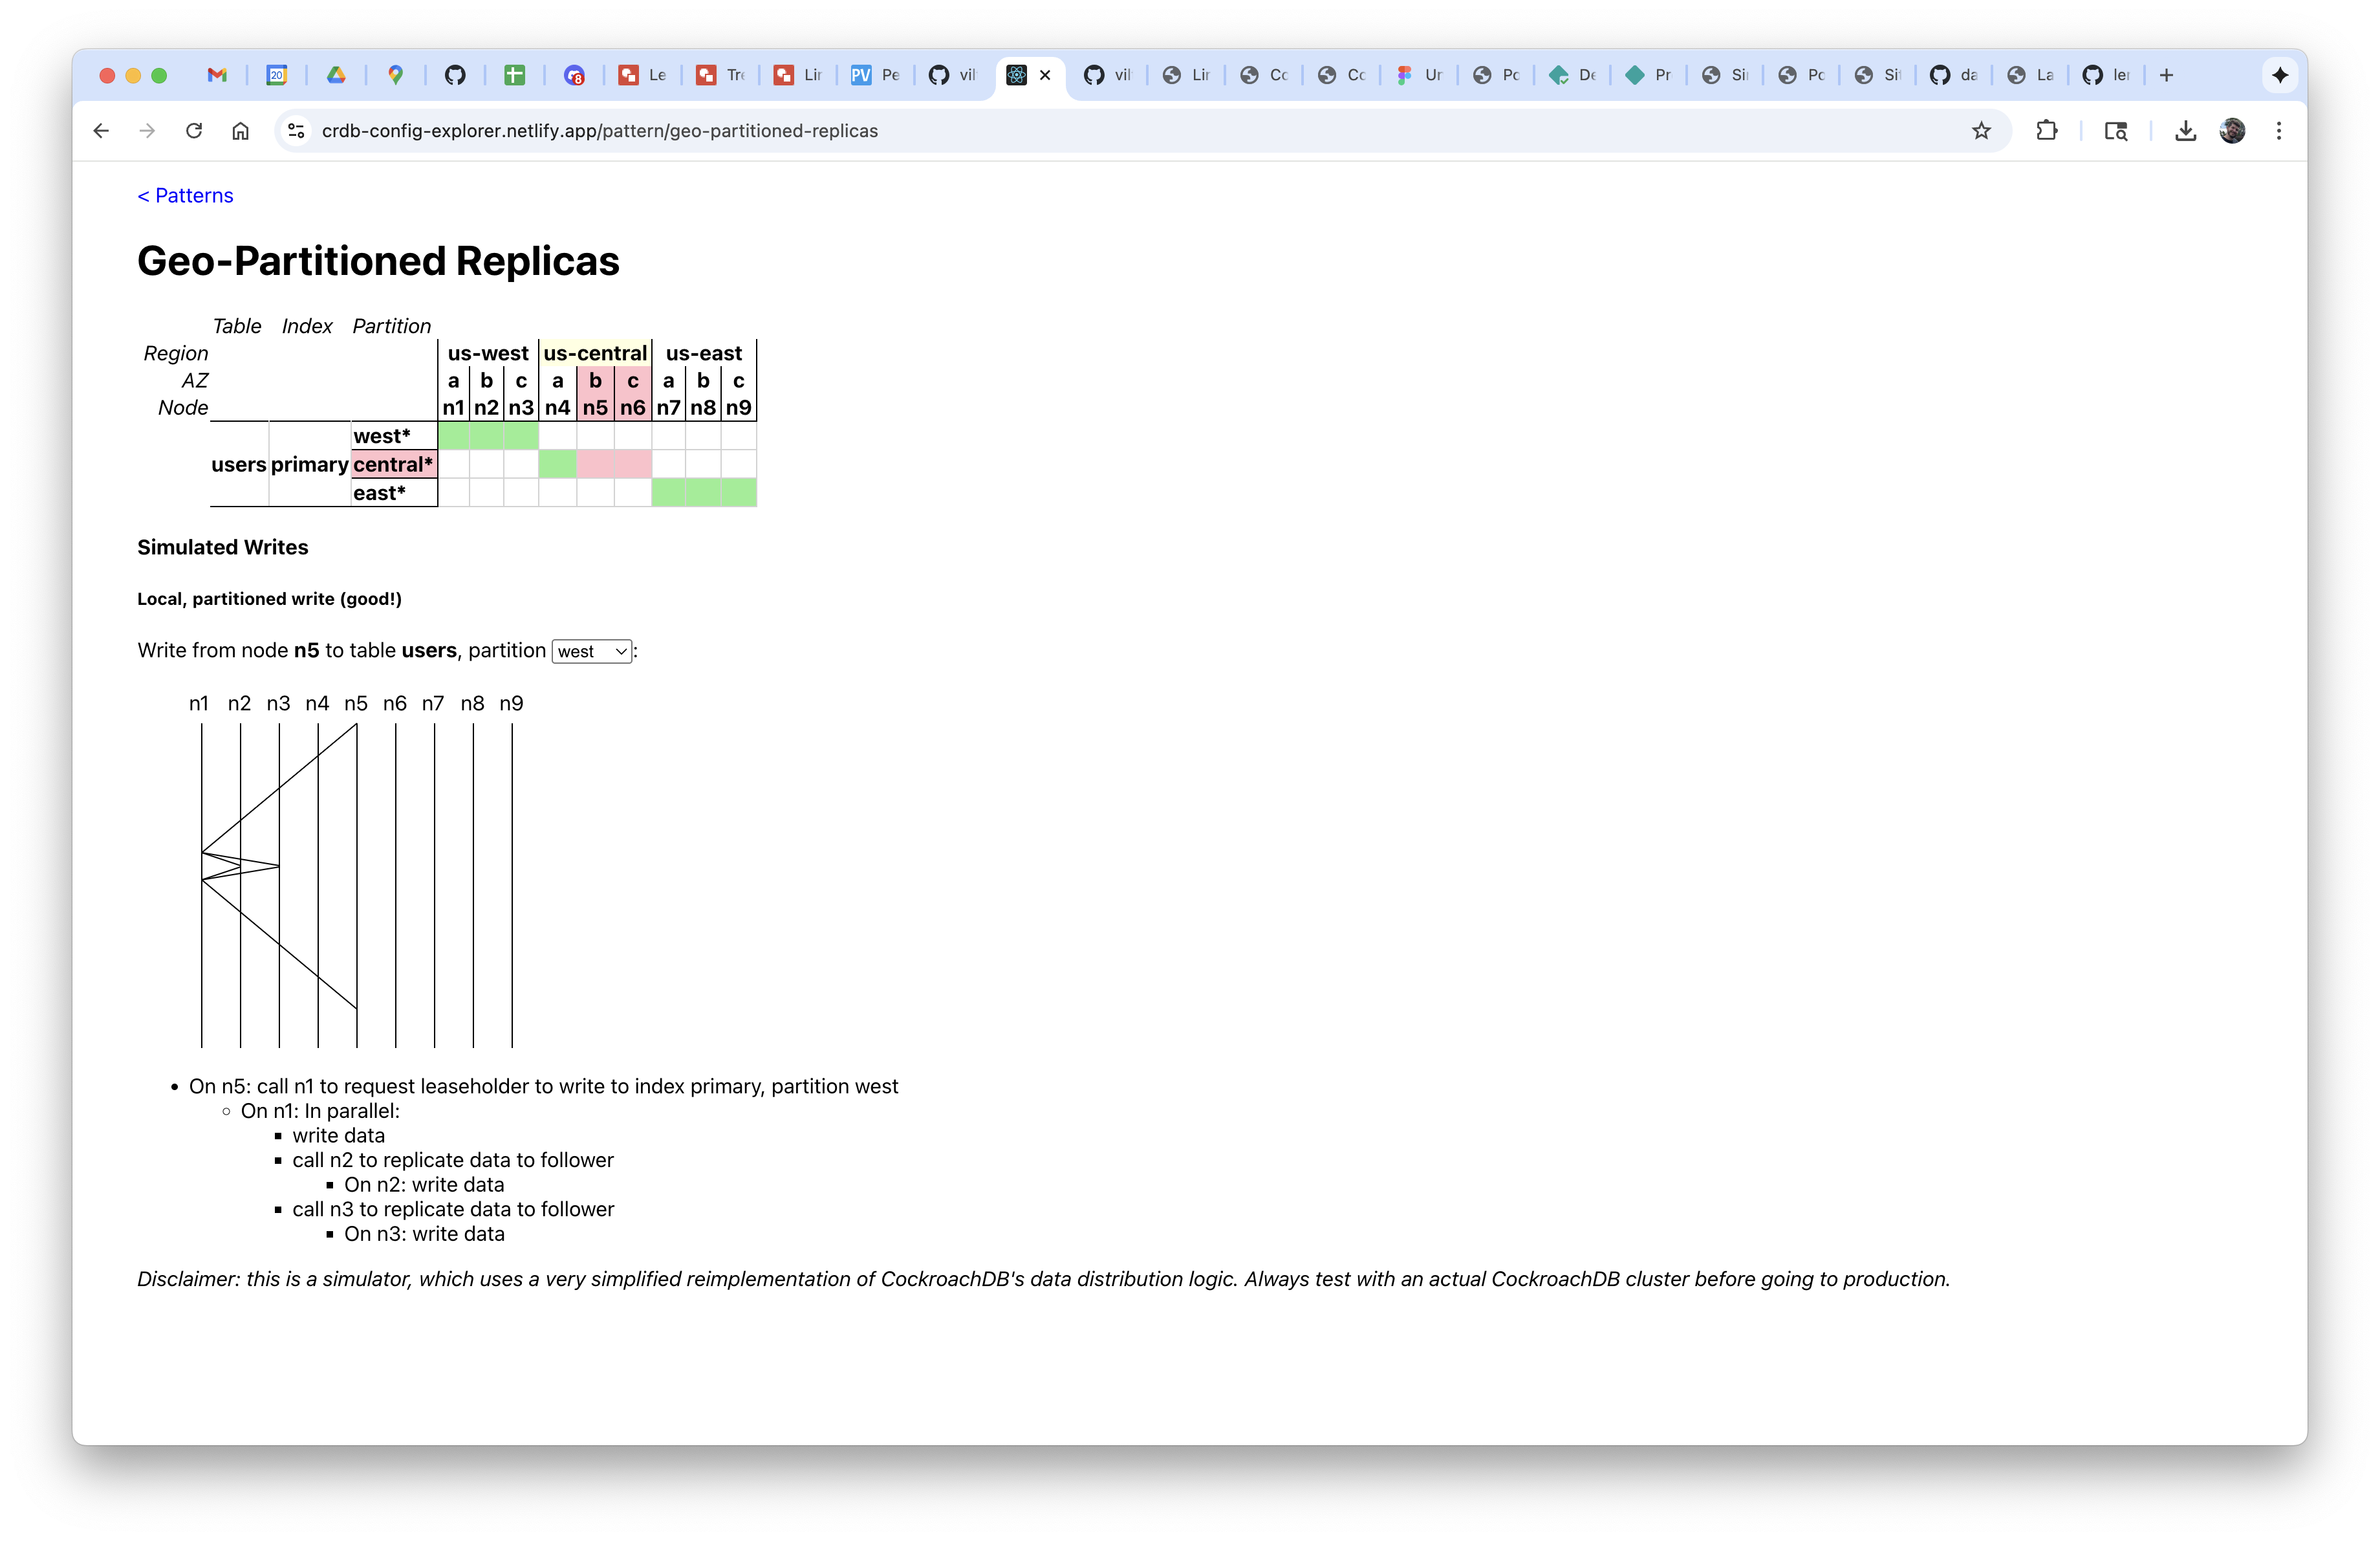 20
8
Le
Tre
Lir
PV
Pe
vil
vil
Lir
Cc
Cc
Ur
Pc
De
Pr
Si
Pc
Si
da
La
ler
crdb-config-explorer.netlify.app/pattern/geo-partitioned-replicas
< Patterns
Geo-Partitioned Replicas
Table Index Partition
Region us-west us-central us-east
AZ a b c a b c a b c
Node n1 n2 n3 n4 n5 n6 n7 n8 n9
west*
users primary central*
east*
Simulated Writes
Local, partitioned write (good!)
Write from node n5 to table users, partition west :
n1 n2 n3 n4 n5 n6 n7 n8 n9
• On n5: call n1 to request leaseholder to write to index primary, partition west
◦ On n1: In parallel:
▪ write data
▪ call n2 to replicate data to follower
▪ On n2: write data
▪ call n3 to replicate data to follower
▪ On n3: write data
Disclaimer: this is a simulator, which uses a very simplified reimplementation of CockroachDB's data distribution logic. Always test with an actual CockroachDB cluster before going to production.